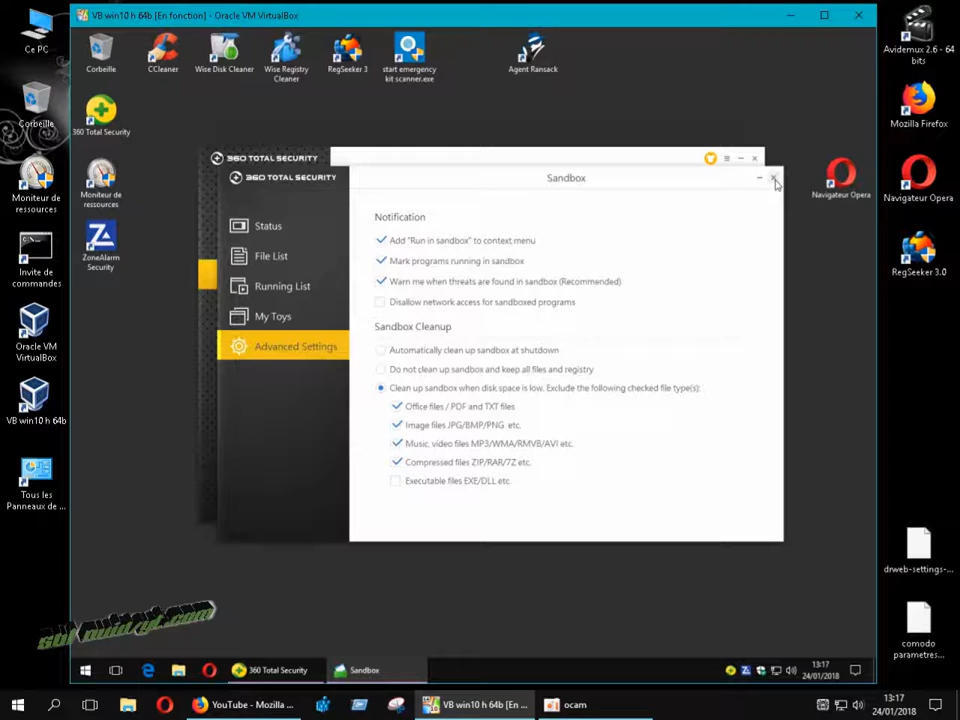 VB win10 h 64b [En fonction] - Oracle VM VirtualBox
Ce PC
Corbeille
Moniteur de
ressources
Invite de
commandes
Oracle VM
VirtualBox
VB win10 h 64b
Tous les
Panneaux de ...
Corbeille
CCleaner
Wise Disk Cleaner
Wise Registry
Cleaner
RegSeeker 3
start emergency
kit scanner.exe
Agent Ransack
360 Total Security
Moniteur de
ressources
ZoneAlarm
Security
Navigateur Opera
360 TOTAL SECURITY
360 TOTAL SECURITY
Sandbox
Status
File List
Running List
My Toys
Advanced Settings
Notification
Add "Run in sandbox" to context menu
Mark programs running in sandbox
Warn me when threats are found in sandbox (Recommended)
Disallow network access for sandboxed programs
Sandbox Cleanup
Automatically clean up sandbox at shutdown
Do not clean up sandbox and keep all files and registry
Clean up sandbox when disk space is low. Exclude the following checked file type(s):
Office files / PDF and TXT files
Image files JPG/BMP/PNG etc.
Music, video files MP3/WMA/RMVB/AVI etc.
Compressed files ZIP/RAR/7Z etc.
Executable files EXE/DLL etc.
Avidemux 2.6 - 64
bits
Mozilla Firefox
Navigateur Opera
RegSeeker 3.0
drweb-settings-...
comodo
parametres...
360 Total Security
Sandbox
13:17
24/01/2018
YouTube - Mozilla ...
VB win10 h 64b [En ...
ocam
13:17
24/01/2018